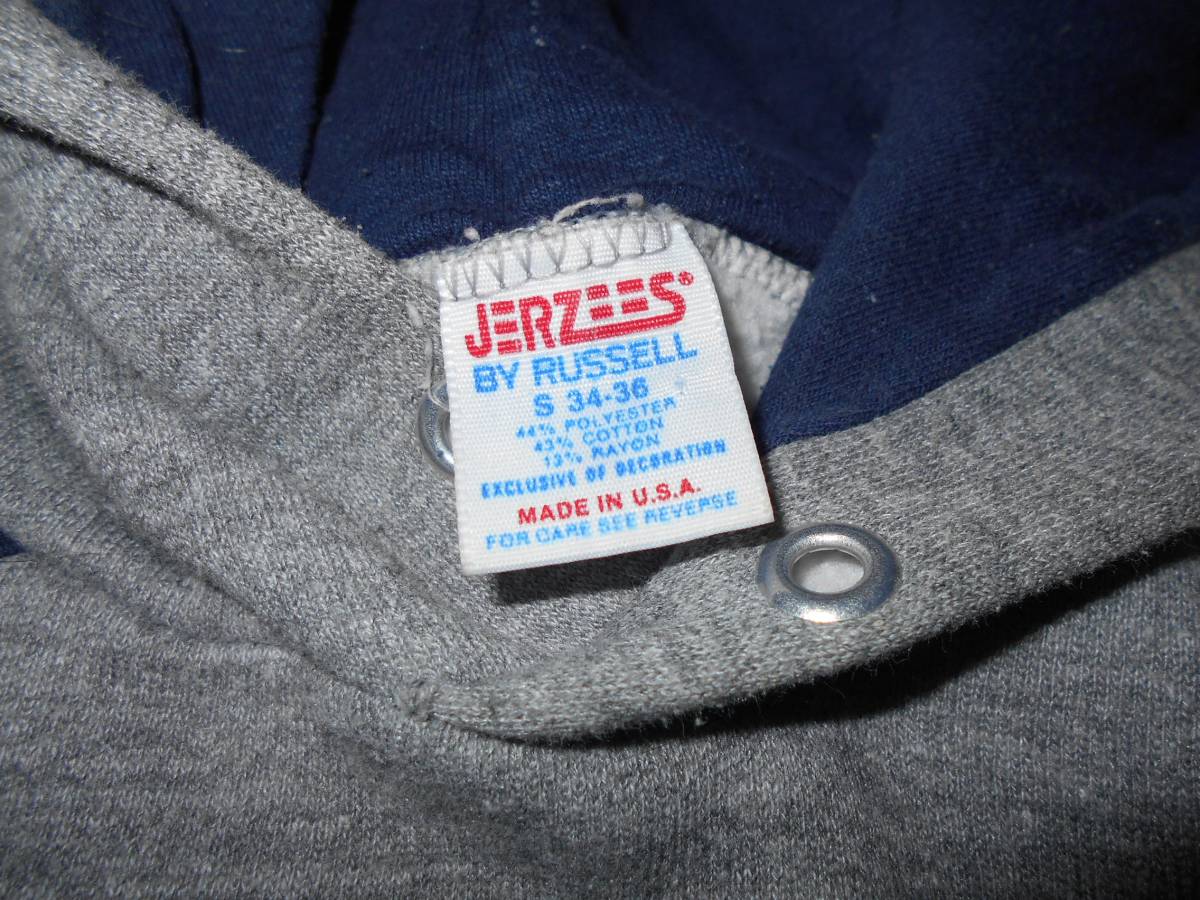 JERZEES®
BY RUSSELL
S 34-36
44% POLYESTER
43% COTTON
13% RAYON
EXCLUSIVE OF DECORATION
MADE IN U.S.A.
FOR CARE SEE REVERSE